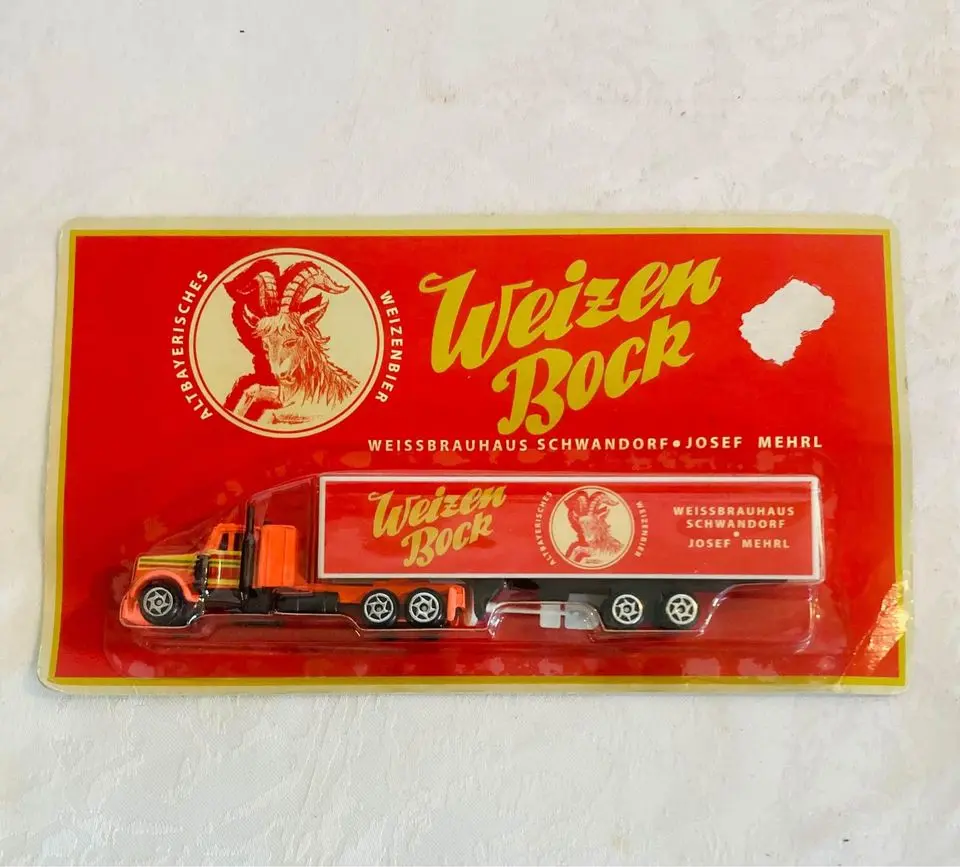 ALTBAYERISCHES
WEIZENBIER
Weizen
Bock
WEISSBRAUHAUS SCHWANDORF • JOSEF MEHRL
Weizen
Bock
ALTBAYERISCHES
WEIZENBIER
WEISSBRAUHAUS
SCHWANDORF
•
JOSEF MEHRL